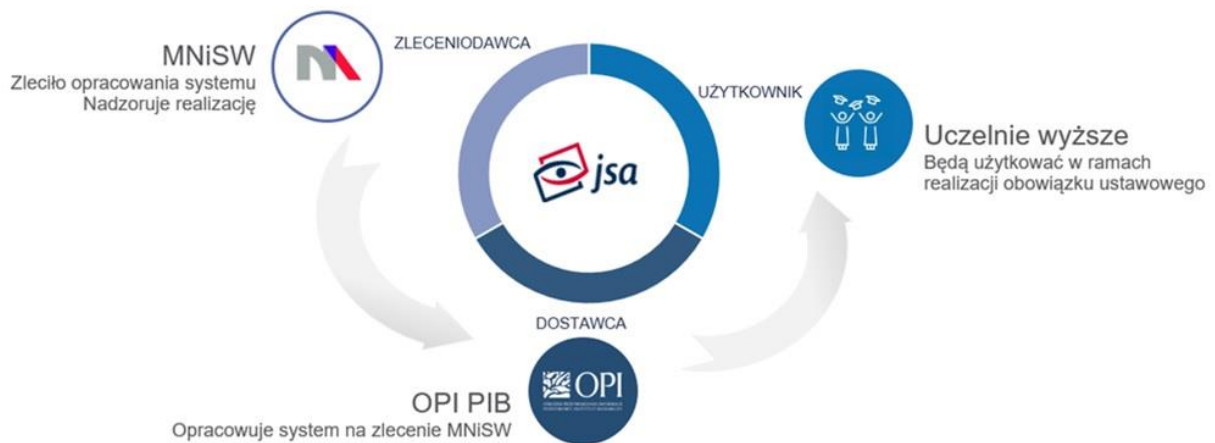 MNiSW
Zleciło opracowania systemu
Nadzoruje realizację
ZLECENIODAWCA
UŻYTKOWNIK
Uczelnie wyższe
Będą użytkować w ramach
realizacji obowiązku ustawowego
jsa
DOSTAWCA
OPI
OPI PIB
Opracowuje system na zlecenie MNiSW